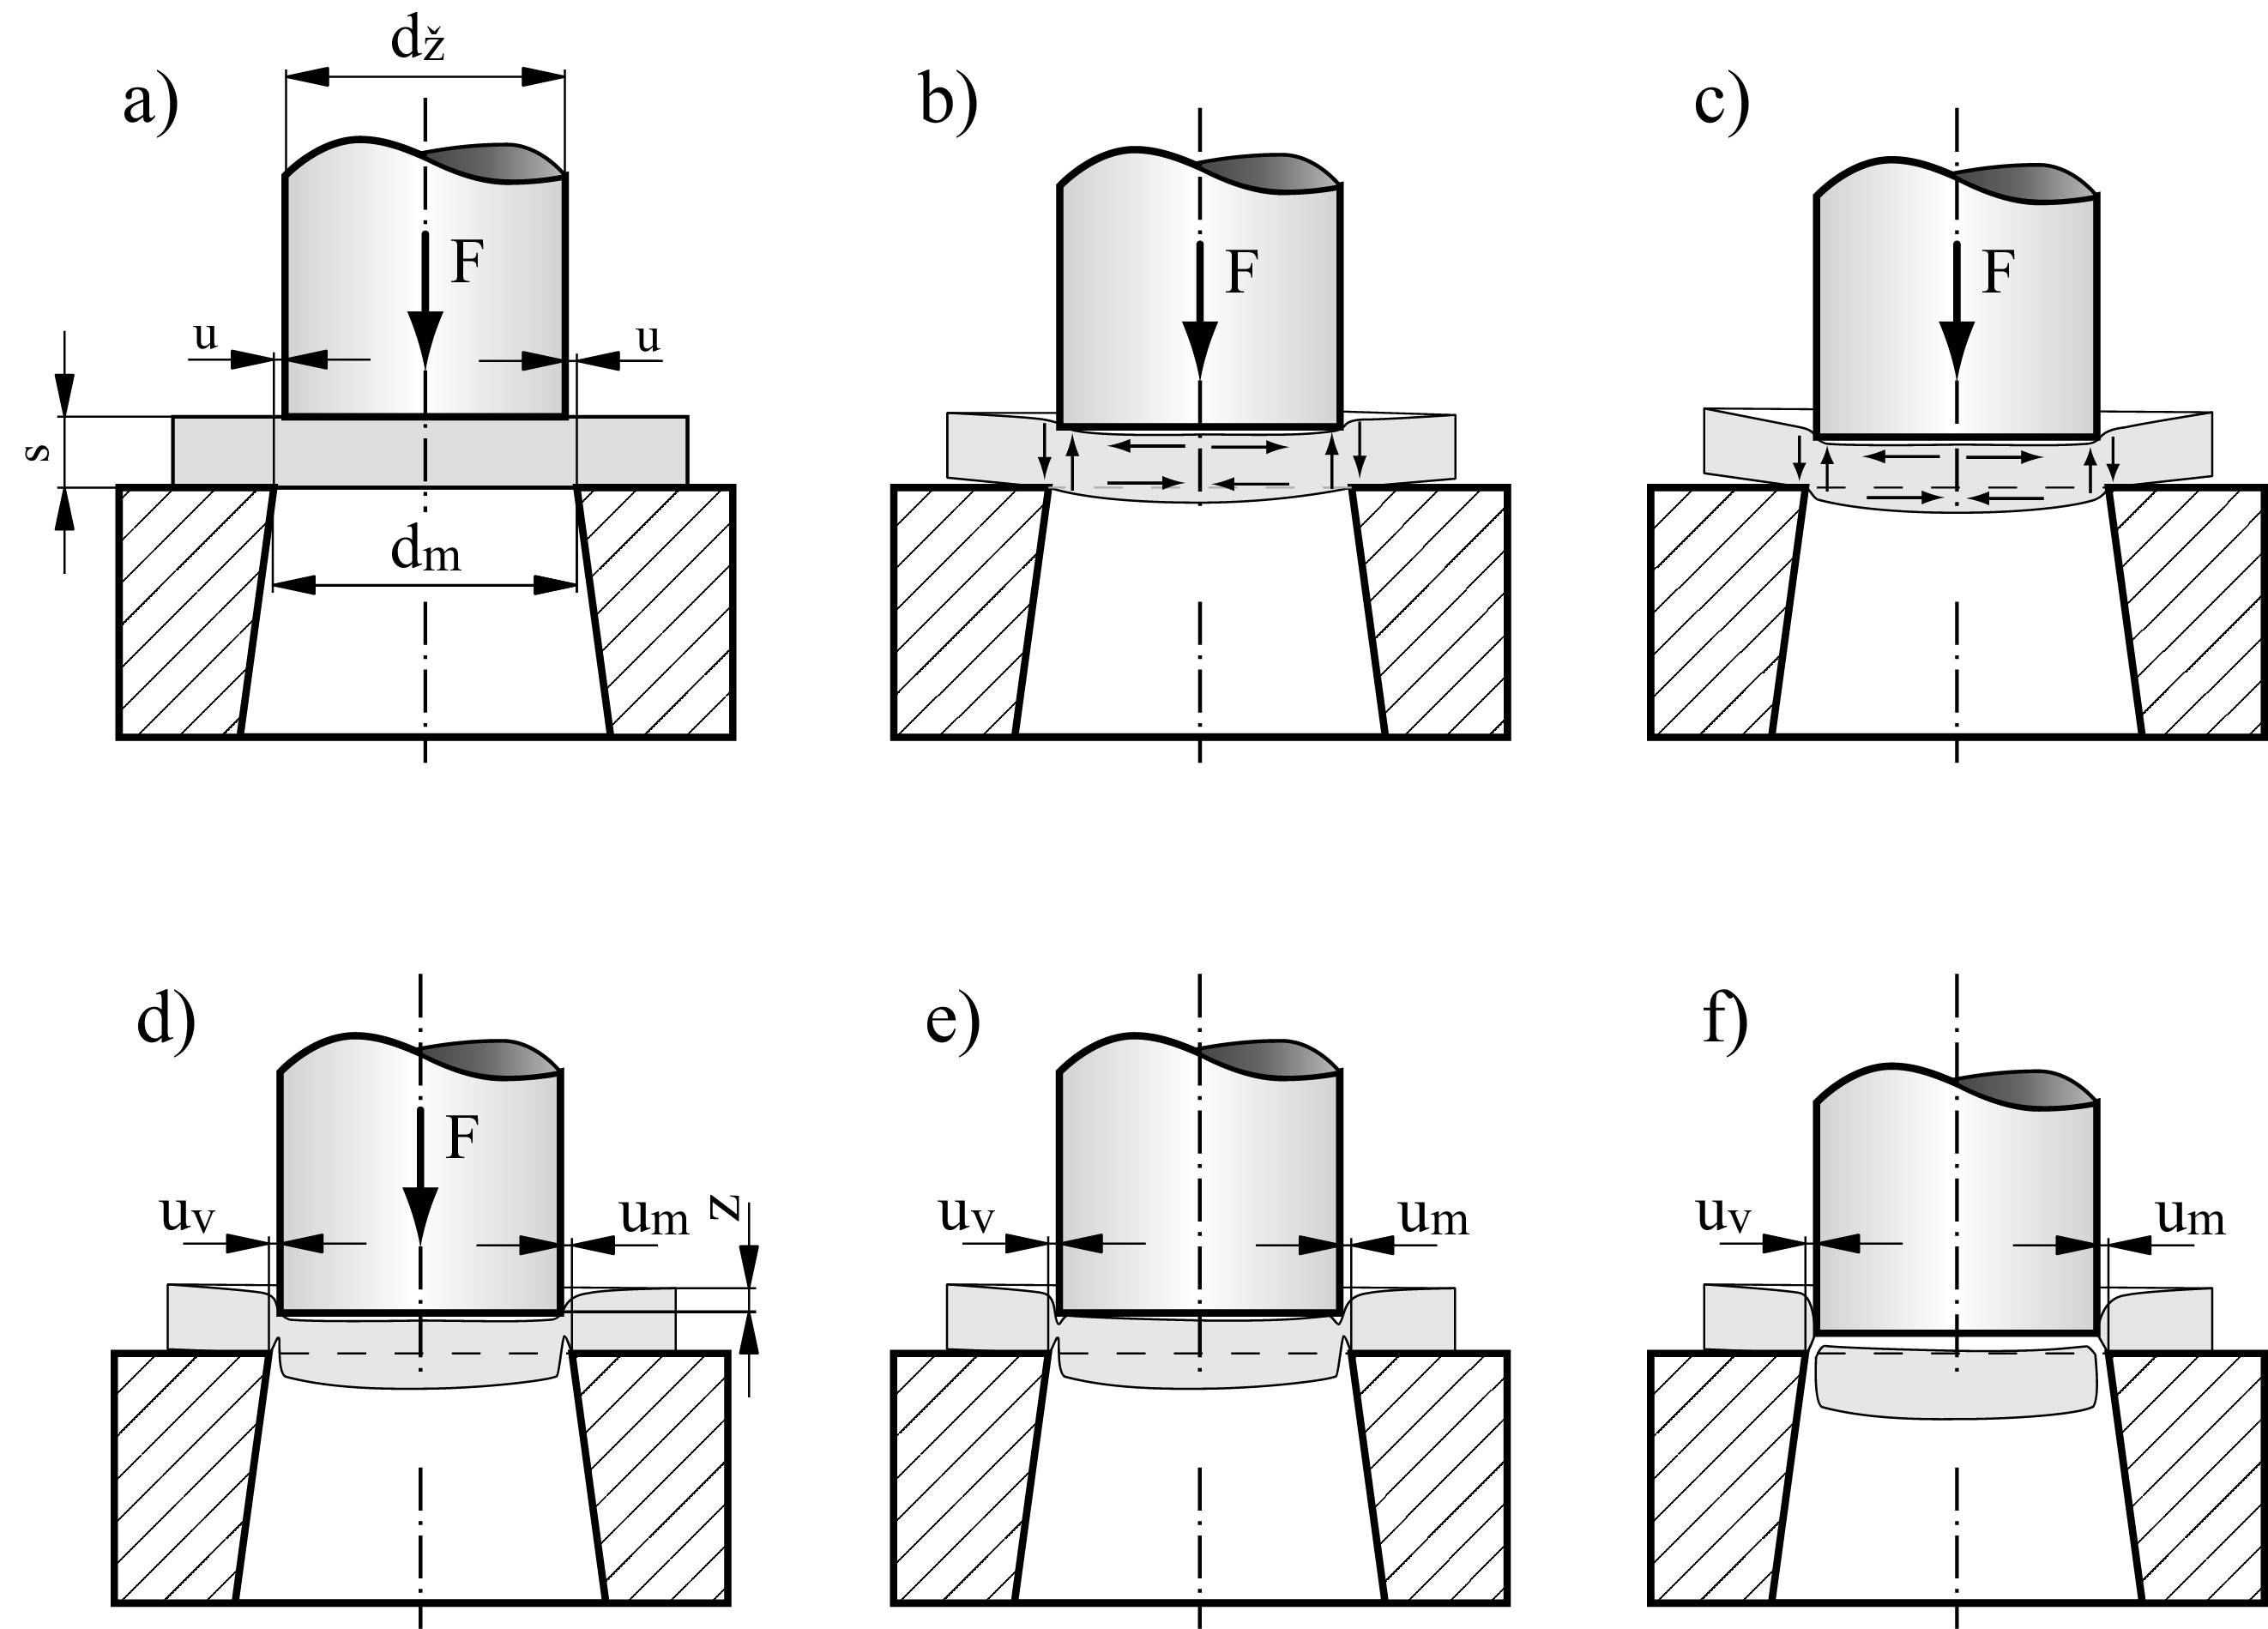 a)
dž
F
u
u
s
dm
b)
F
c)
F
d)
F
uv
um
z
e)
uv
um
f)
uv
um